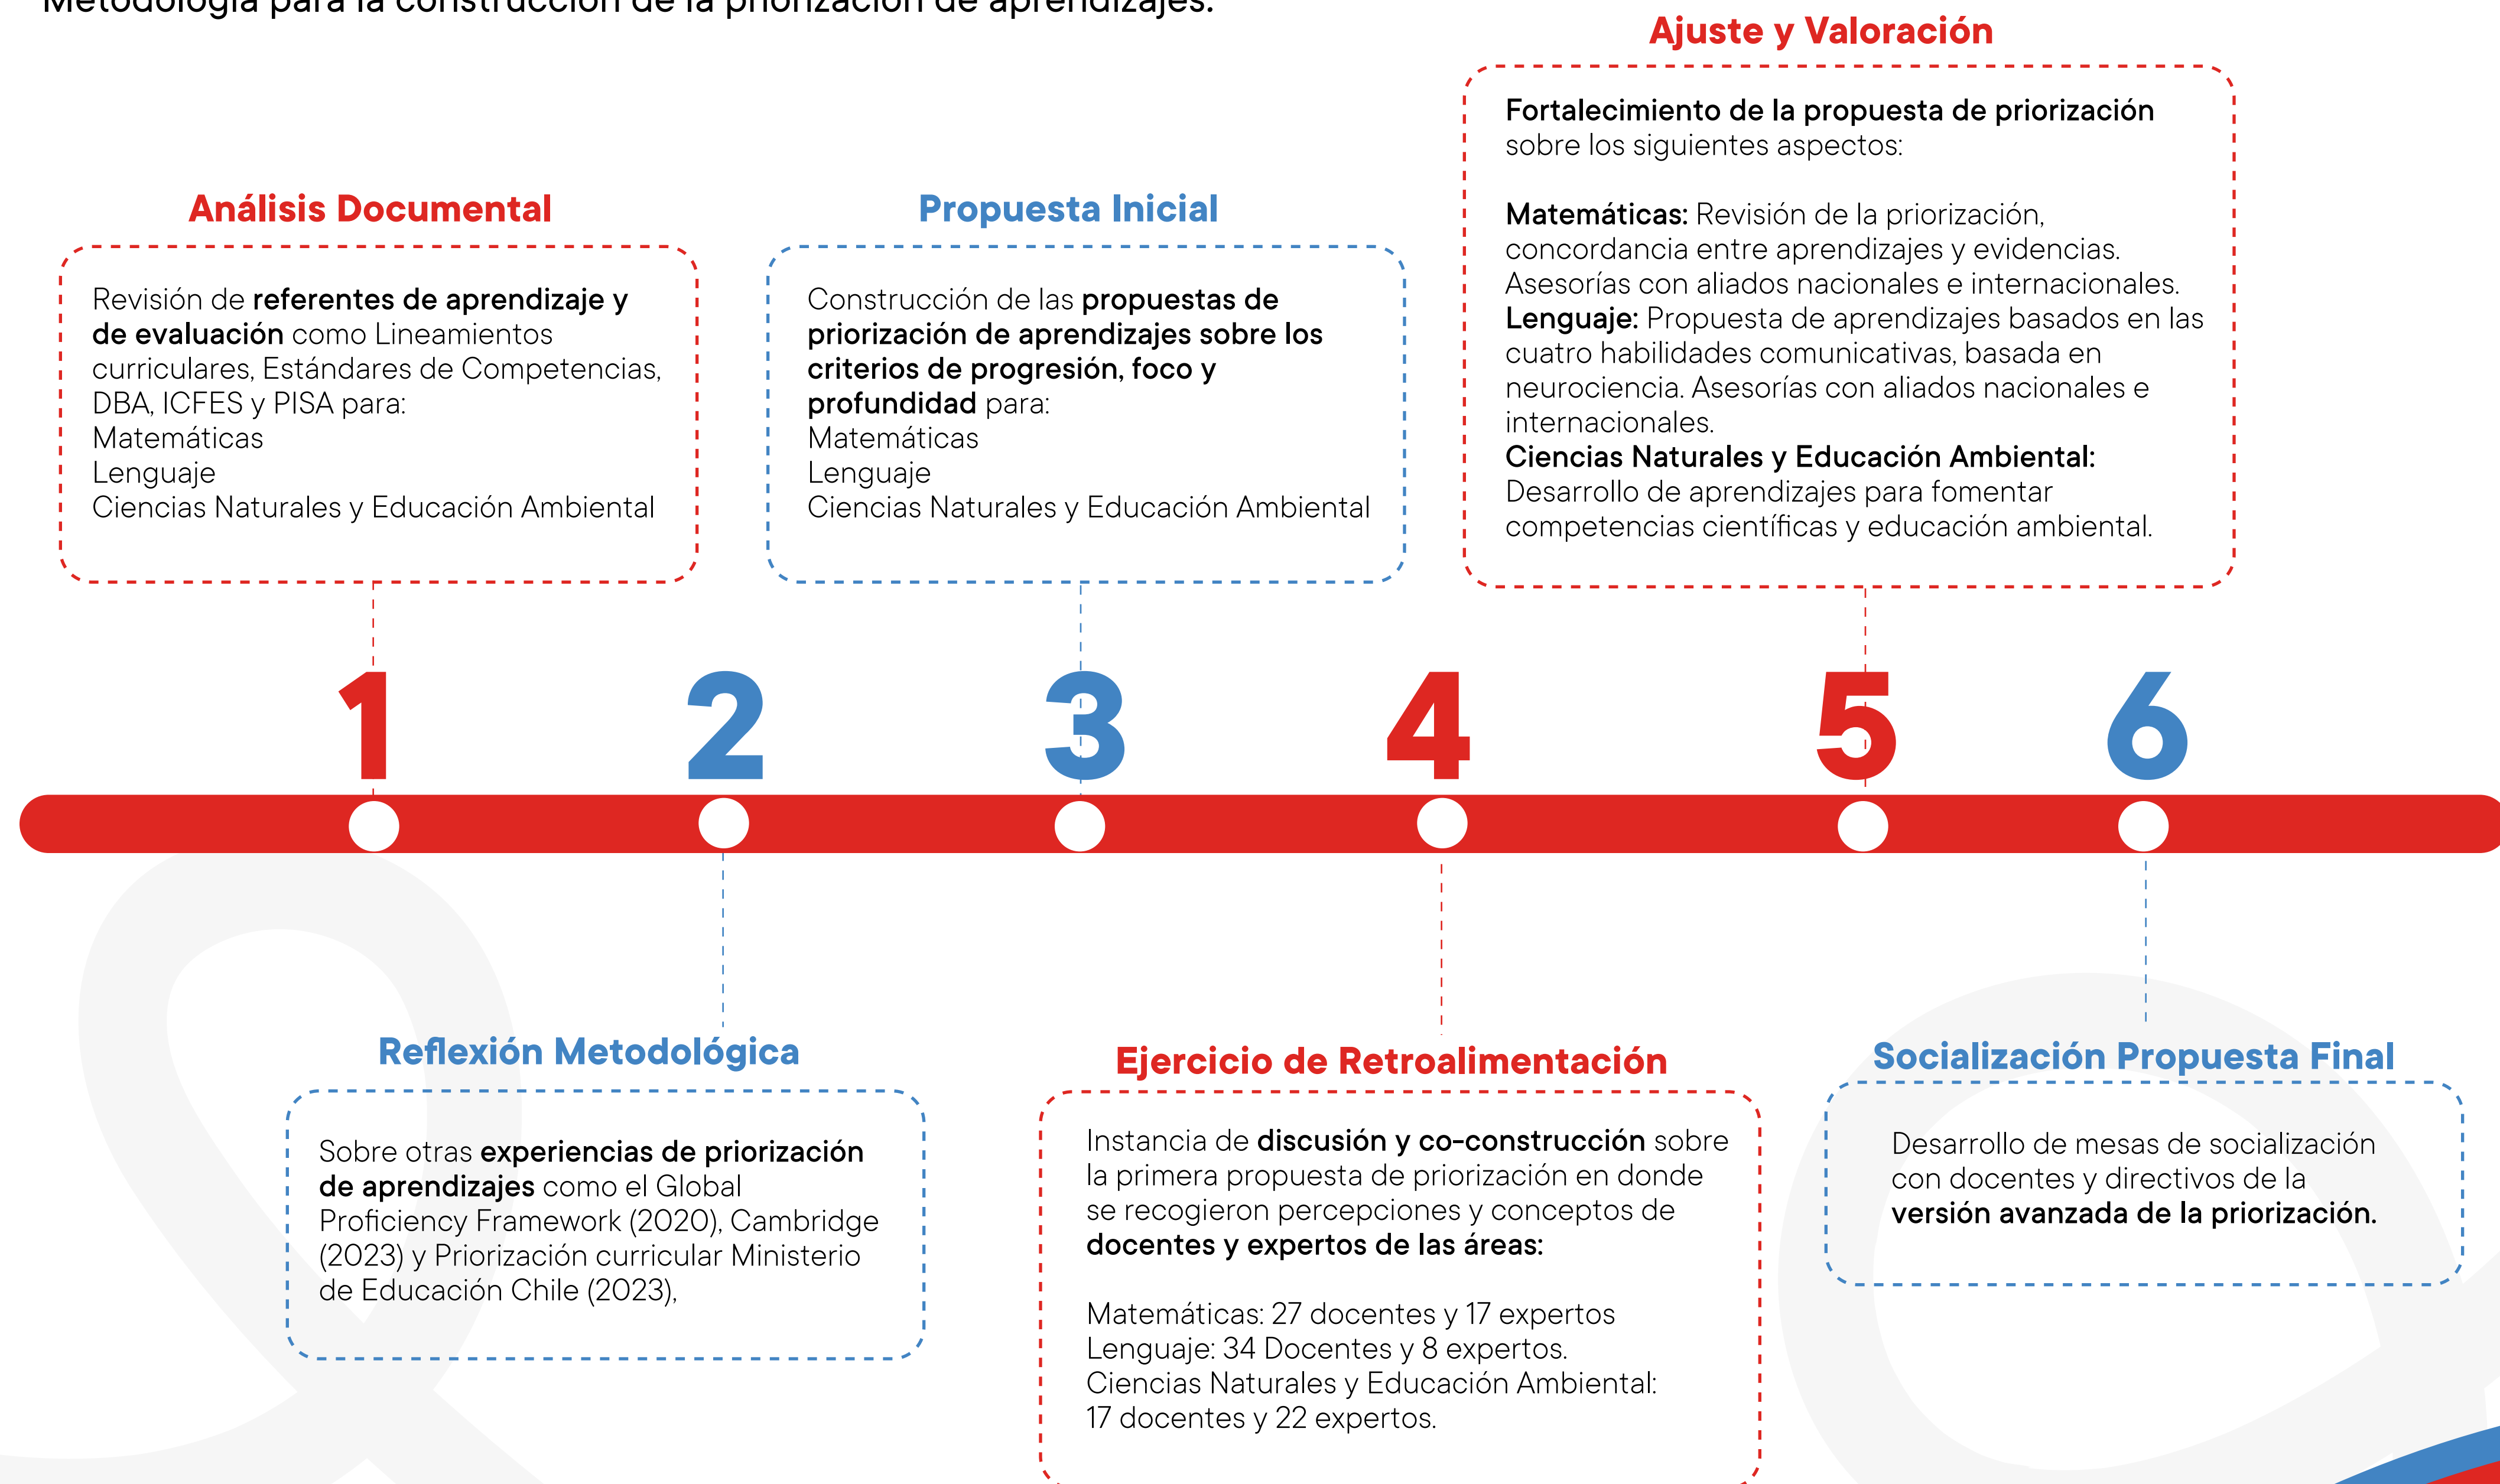 Metodología para la construcción de la priorización de aprendizajes.
Análisis Documental
Revisión de referentes de aprendizaje y
de evaluación como Lineamientos
curriculares, Estándares de Competencias,
DBA, ICFES y PISA para:
Matemáticas
Lenguaje
Ciencias Naturales y Educación Ambiental
Propuesta Inicial
Construcción de las propuestas de
priorización de aprendizajes sobre los
criterios de progresión, foco y
profundidad para:
Matemáticas
Lenguaje
Ciencias Naturales y Educación Ambiental
Ajuste y Valoración
Fortalecimiento de la propuesta de priorización
sobre los siguientes aspectos:
Matemáticas: Revisión de la priorización,
concordancia entre aprendizajes y evidencias.
Asesorías con aliados nacionales e internacionales.
Lenguaje: Propuesta de aprendizajes basados en las
cuatro habilidades comunicativas, basada en
neurociencia. Asesorías con aliados nacionales e
internacionales.
Ciencias Naturales y Educación Ambiental:
Desarrollo de aprendizajes para fomentar
competencias científicas y educación ambiental.
1 2 3 4 5 6
Reflexión Metodológica
Sobre otras experiencias de priorización
de aprendizajes como el Global
Proficiency Framework (2020), Cambridge
(2023) y Priorización curricular Ministerio
de Educación Chile (2023),
Ejercicio de Retroalimentación
Instancia de discusión y co-construcción sobre
la primera propuesta de priorización en donde
se recogieron percepciones y conceptos de
docentes y expertos de las áreas:
Matemáticas: 27 docentes y 17 expertos
Lenguaje: 34 Docentes y 8 expertos.
Ciencias Naturales y Educación Ambiental:
17 docentes y 22 expertos.
Socialización Propuesta Final
Desarrollo de mesas de socialización
con docentes y directivos de la
versión avanzada de la priorización.